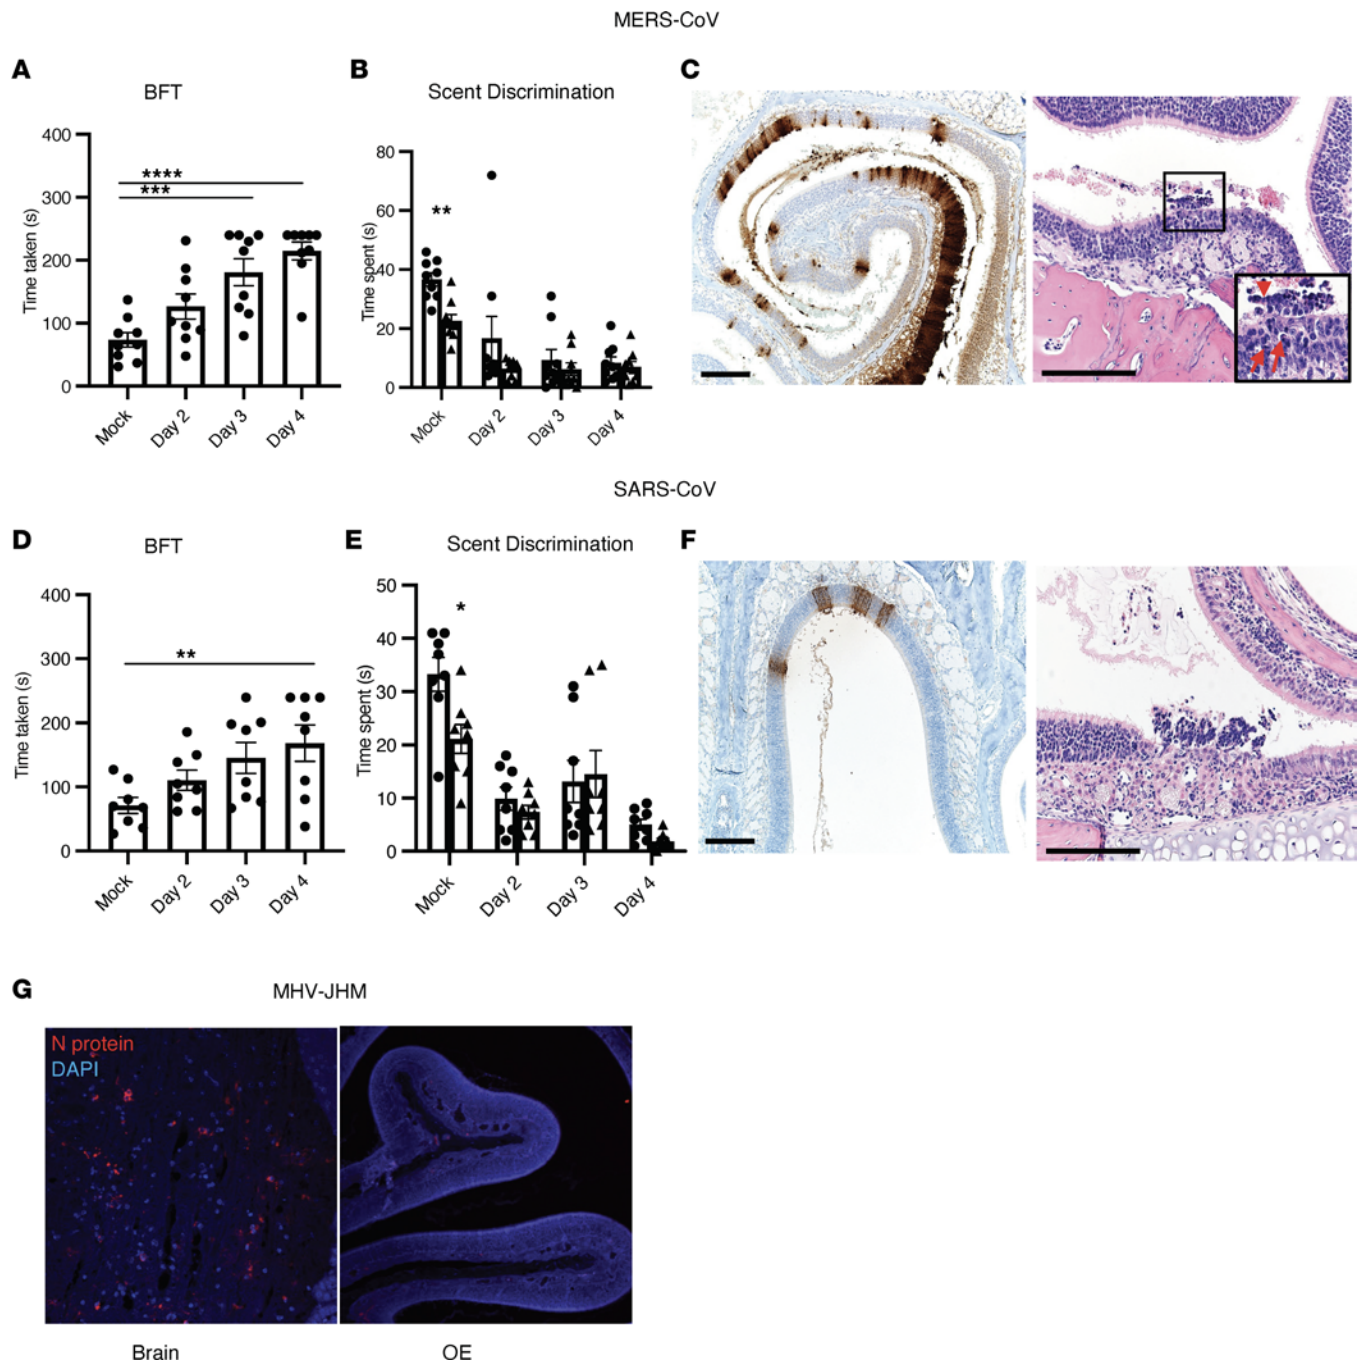 MERS-CoV
A
BFT
Time taken (s)
400
300
200
100
0
****
***
Mock
Day 2
Day 3
Day 4
B
Scent Discrimination
Time spent (s)
80
60
40
20
0
**
Mock
Day 2
Day 3
Day 4
C
SARS-CoV
D
BFT
Time taken (s)
400
300
200
100
0
**
Mock
Day 2
Day 3
Day 4
E
Scent Discrimination
Time spent (s)
50
40
30
20
10
0
*
Mock
Day 2
Day 3
Day 4
F
G
MHV-JHM
N protein
DAPI
Brain
OE